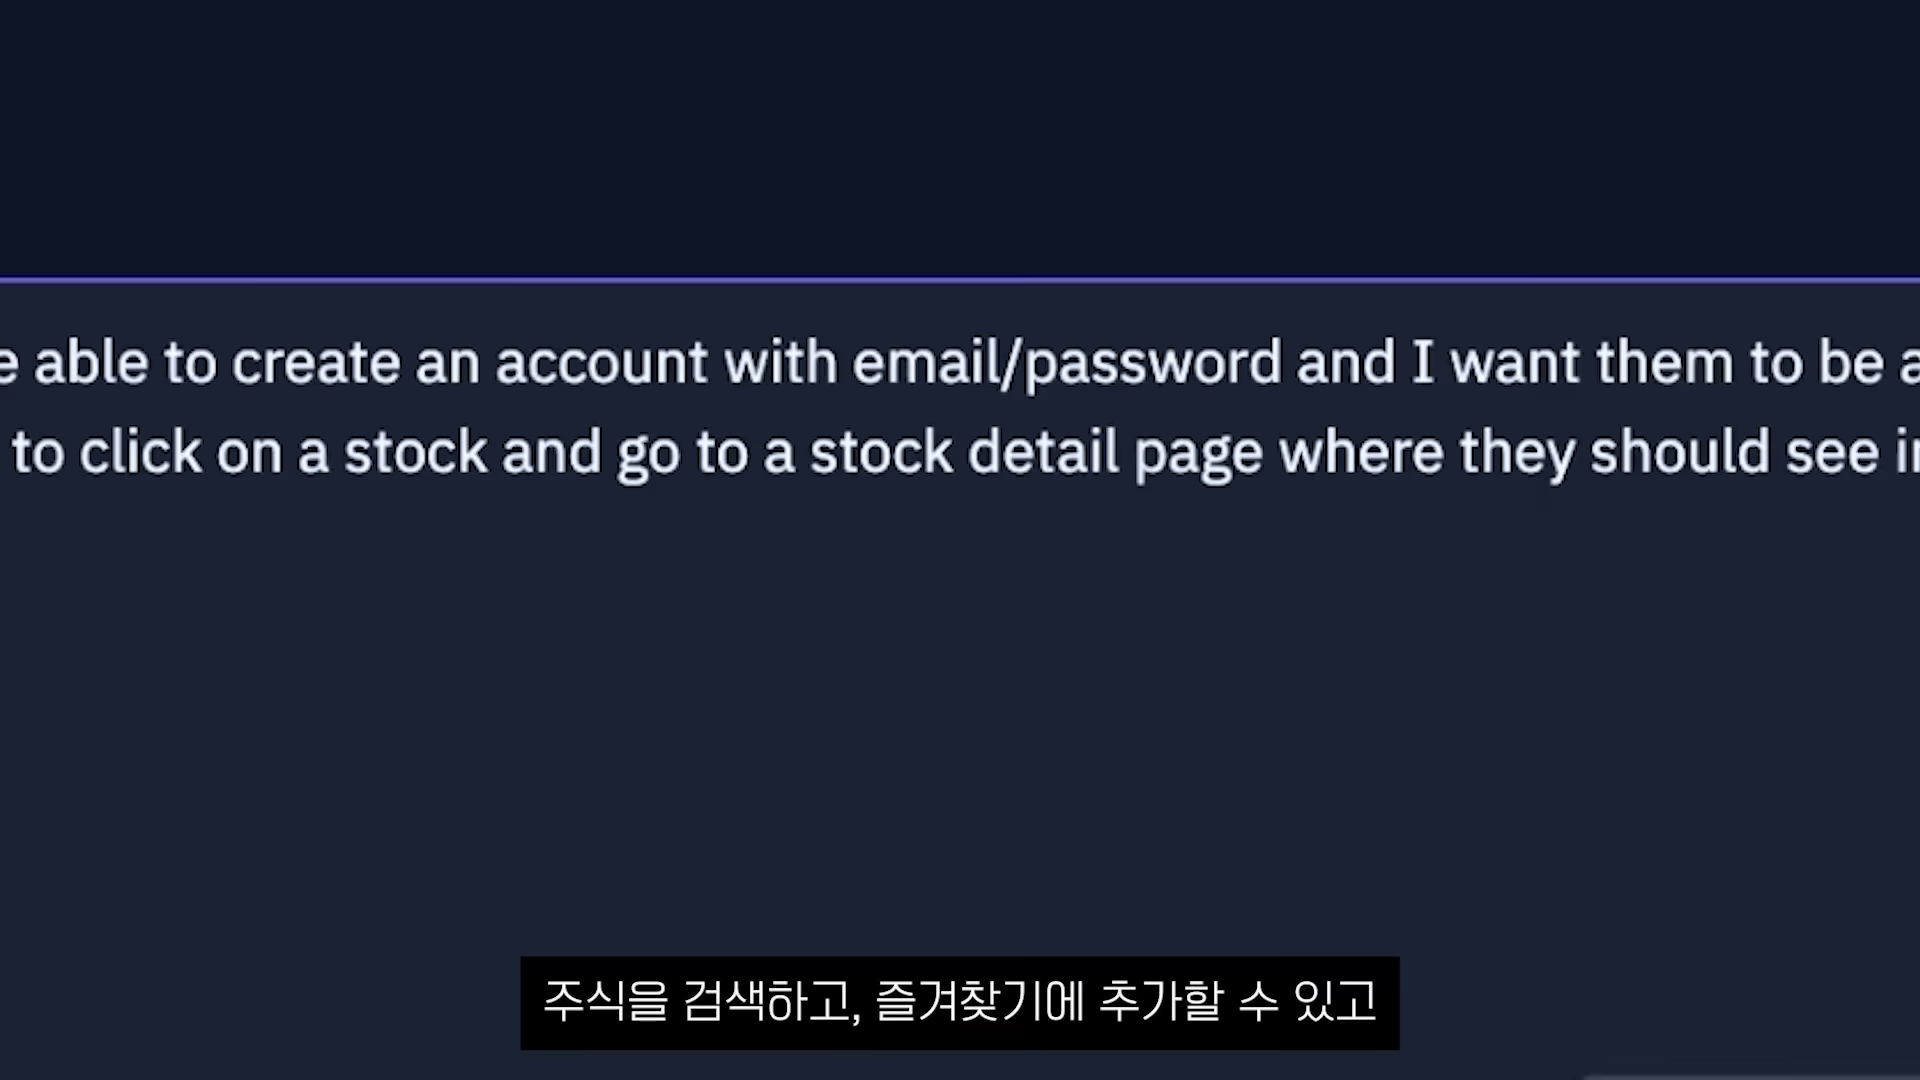 able to create an account with email/password and I want them to be
to click on a stock and go to a stock detail page where they should see
주식을 검색하고, 즐겨찾기에 추가할 수 있고